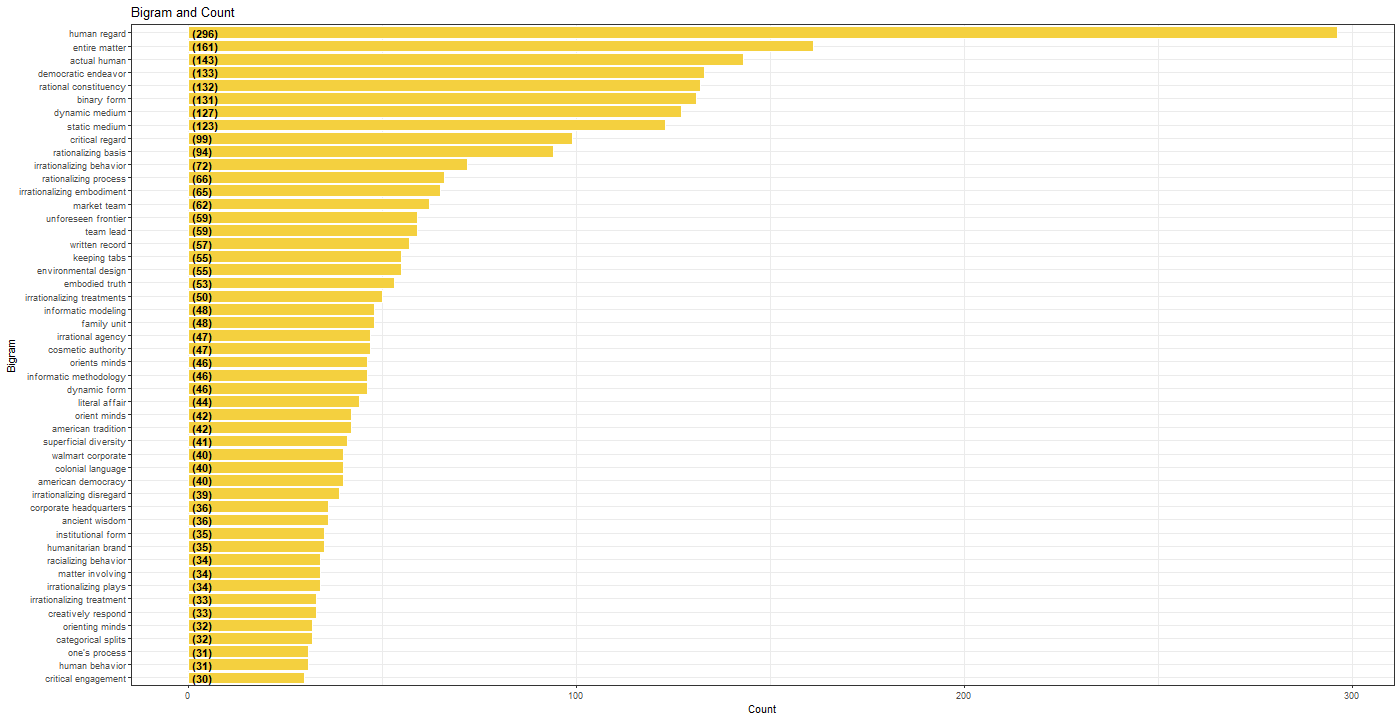 Bigram and Count
human regard (296)
entire matter (161)
actual human (143)
democratic endeavor (133)
rational constituency (132)
binary form (131)
dynamic medium (127)
static medium (123)
critical regard (99)
rationalizing basis (94)
irrationalizing behavior (72)
rationalizing process (66)
irrationalizing embodiment (65)
market team (62)
unforeseen frontier (59)
team lead (59)
written record (57)
keeping tabs (55)
environmental design (55)
embodied truth (53)
irrationalizing treatments (50)
informatic modeling (48)
family unit (48)
irrational agency (47)
cosmetic authority (47)
orients minds (46)
informatic methodology (46)
dynamic form (46)
literal affair (44)
orient minds (42)
american tradition (42)
superficial diversity (41)
walmart corporate (40)
colonial language (40)
american democracy (40)
irrationalizing disregard (39)
corporate headquarters (36)
ancient wisdom (36)
institutional form (35)
humanitarian brand (35)
racializing behavior (34)
matter involving (34)
irrationalizing plays (34)
irrationalizing treatment (33)
creatively respond (33)
orienting minds (32)
categorical splits (32)
one's process (31)
human behavior (31)
critical engagement (30)
Bigram
0 100 200 300
Count